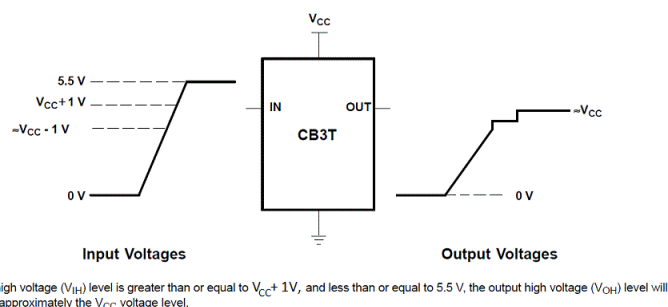 VCC
5.5 V
VCC+1 V
≈VCC - 1 V
0 V
IN
OUT
CB3T
≈VCC
0 V
Input Voltages
Output Voltages
high voltage (VIH) level is greater than or equal to VCC+ 1V, and less than or equal to 5.5 V, the output high voltage (VOH) level will
approximately the VCC voltage level.